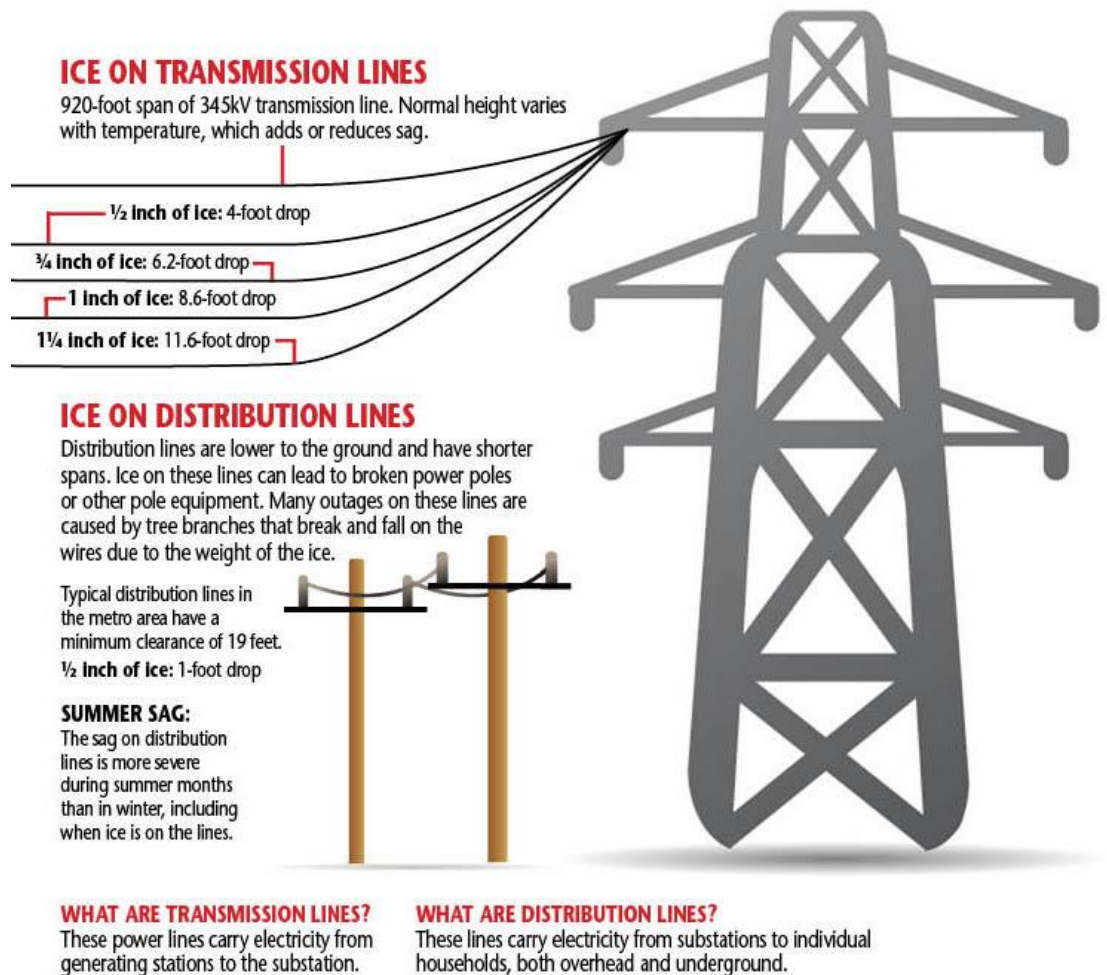 ICE ON TRANSMISSION LINES
920-foot span of 345kV transmission line. Normal height varies
with temperature, which adds or reduces sag.
½ inch of ice: 4-foot drop
¾ inch of ice: 6.2-foot drop
1 inch of ice: 8.6-foot drop
1¼ inch of ice: 11.6-foot drop
ICE ON DISTRIBUTION LINES
Distribution lines are lower to the ground and have shorter
spans. Ice on these lines can lead to broken power poles
or other pole equipment. Many outages on these lines are
caused by tree branches that break and fall on the
wires due to the weight of the ice.
Typical distribution lines in
the metro area have a
minimum clearance of 19 feet.
½ inch of ice: 1-foot drop
SUMMER SAG:
The sag on distribution
lines is more severe
during summer months
than in winter, including
when ice is on the lines.
WHAT ARE TRANSMISSION LINES?
These power lines carry electricity from
generating stations to the substation.
WHAT ARE DISTRIBUTION LINES?
These lines carry electricity from substations to individual
households, both overhead and underground.